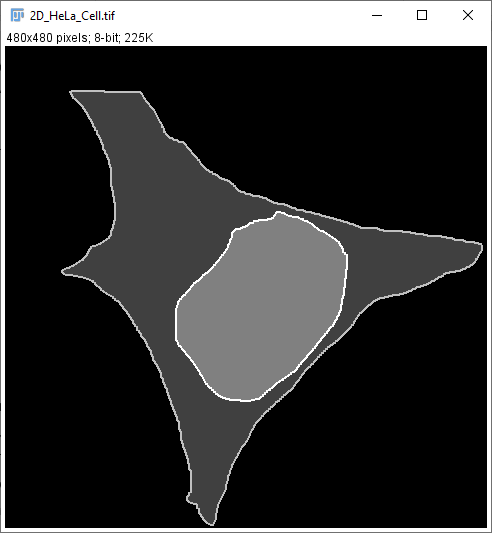 2D_HeLa_Cell.tif
480x480 pixels; 8-bit; 225K